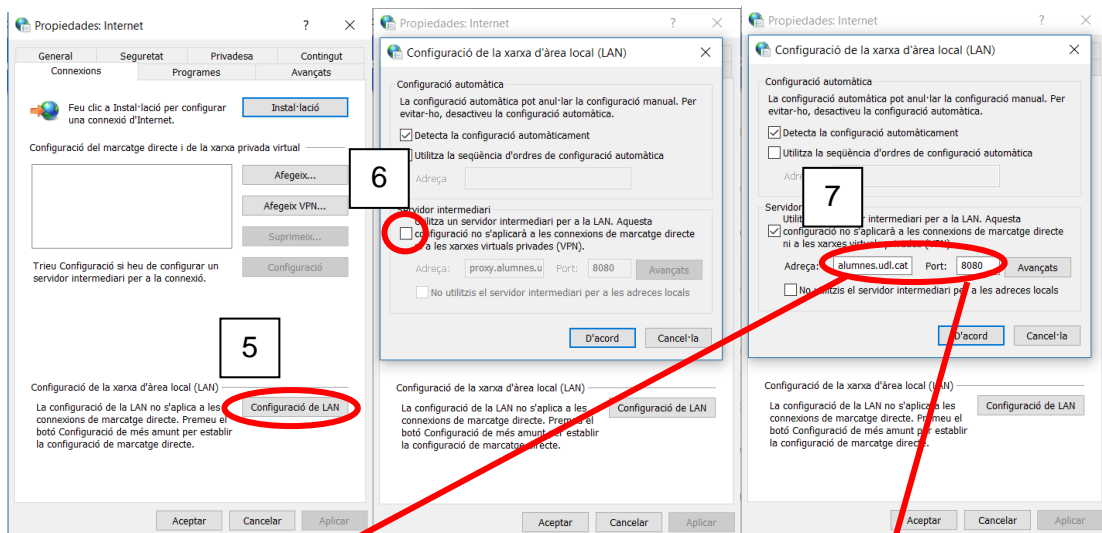 Propiedades: Internet
General
Seguretat
Privadesa
Contingut
Connexions
Programes
Avançats
Feu clic a Instal·lació per configurar
una connexió d'Internet.
Instal·lació
Configuració del marcatge directe i de la xarxa privada virtual
Afegeix...
Afegeix VPN...
Suprimeix...
Trieu Configuració si heu de configurar un
servidor intermediari per a la connexió.
Configuració
5
Configuració de la xarxa d'àrea local (LAN)
La configuració de la LAN no s'aplica a les
connexions de marcatge directe. Premeu el
botó Configuració de més amunt per establir
la configuració de marcatge directe.
Configuració de LAN
Aceptar
Cancelar
Aplicar
Propiedades: Internet
Configuració de la xarxa d'àrea local (LAN)
Configuració automàtica
La configuració automàtica pot anul·lar la configuració manual. Per
evitar-ho, desactiveu la configuració automàtica.
Detecta la configuració automàticament
Utilitza la seqüència d'ordres de configuració automàtica
Adreça
6
Servidor intermediari
Utilitza un servidor intermediari per a la LAN. Aquesta
configuració no s'aplicarà a les connexions de marcatge directe
ni a les xarxes virtuals privades (VPN).
Adreça: proxy.alumnes.u Port: 8080 Avançats
No utilitzis el servidor intermediari per a les adreces locals
D'acord
Cancel·la
Configuració de la xarxa d'àrea local (LAN)
La configuració de la LAN no s'aplica a les
connexions de marcatge directe. Premeu el
botó Configuració de més amunt per establir
la configuració de marcatge directe.
Configuració de LAN
Aceptar
Cancelar
Aplicar
Propiedades: Internet
Configuració de la xarxa d'àrea local (LAN)
Configuració automàtica
La configuració automàtica pot anul·lar la configuració manual. Per
evitar-ho, desactiveu la configuració automàtica.
Detecta la configuració automàticament
Utilitza la seqüència d'ordres de configuració automàtica
7
Servidor
intermediari per a la LAN. Aquesta
configuració no s'aplicarà a les connexions de marcatge directe
ni a les xarxes virtuals privades (VPN).
Adreça: alumnes.udl.cat Port: 8080 Avançats
No utilitzis el servidor intermediari per a les adreces locals
D'acord
Cancel·la
Configuració de la xarxa d'àrea local (LAN)
La configuració de la LAN no s'aplica a les
connexions de marcatge directe. Premeu el
botó Configuració de més amunt per establir
la configuració de marcatge directe.
Configuració de LAN
Aceptar
Cancelar
Aplicar